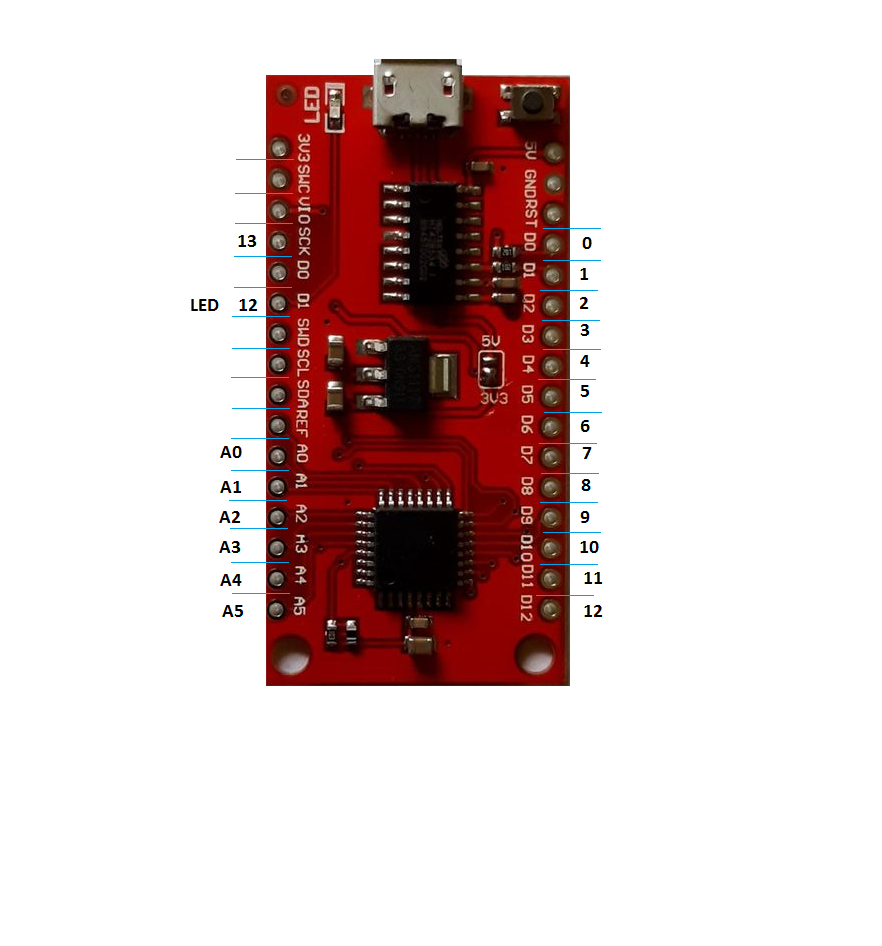 LED
3V3
SWC
VIO
13 SCK
D0
LED 12 D1
SWD
SCL
SDA
REF
A0 A0
A1 A1
A2 A2
A3 A3
A4 A4
A5 A5
5V
3V3
5V
GND
RST
D0 0
D1 1
D2 2
D3 3
D4 4
D5 5
D6 6
D7 7
D8 8
D9 9
D10 10
D11 11
D12 12